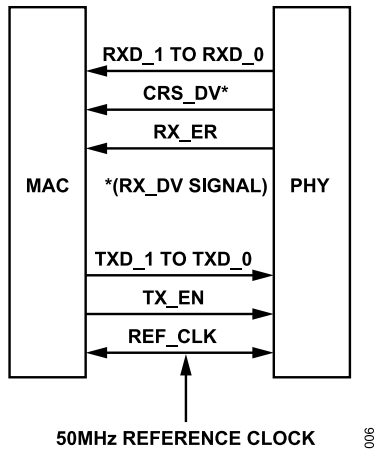 RXD_1 TO RXD_0
CRS_DV*
RX_ER
MAC
*(RX_DV SIGNAL)
PHY
TXD_1 TO TXD_0
TX_EN
REF_CLK
50MHz REFERENCE CLOCK
006